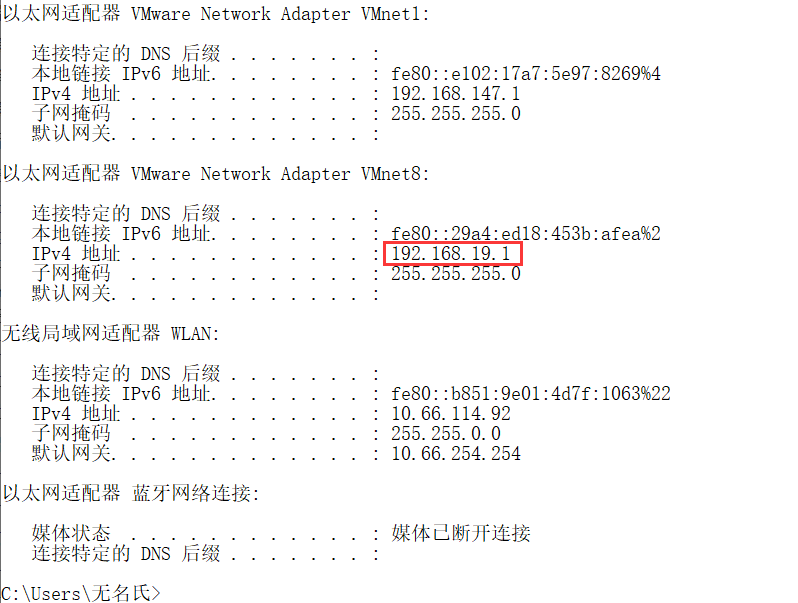 以太网适配器 VMware Network Adapter VMnet1:
连接特定的 DNS 后缀 . . . . . . . :
本地链接 IPv6 地址. . . . . . . . : fe80::e102:17a7:5e97:8269%4
IPv4 地址 . . . . . . . . . . . . : 192.168.147.1
子网掩码 . . . . . . . . . . . . : 255.255.255.0
默认网关. . . . . . . . . . . . . :
以太网适配器 VMware Network Adapter VMnet8:
连接特定的 DNS 后缀 . . . . . . . :
本地链接 IPv6 地址. . . . . . . . : fe80::29a4:ed18:453b:afea%2
IPv4 地址 . . . . . . . . . . . . : 192.168.19.1
子网掩码 . . . . . . . . . . . . : 255.255.255.0
默认网关. . . . . . . . . . . . . :
无线局域网适配器 WLAN:
连接特定的 DNS 后缀 . . . . . . . :
本地链接 IPv6 地址. . . . . . . . : fe80::b851:9e01:4d7f:1063%22
IPv4 地址 . . . . . . . . . . . . : 10.66.114.92
子网掩码 . . . . . . . . . . . . : 255.255.0.0
默认网关. . . . . . . . . . . . . : 10.66.254.254
以太网适配器 蓝牙网络连接:
媒体状态 . . . . . . . . . . . . : 媒体已断开连接
连接特定的 DNS 后缀 . . . . . . . :
C:\Users\无名氏>